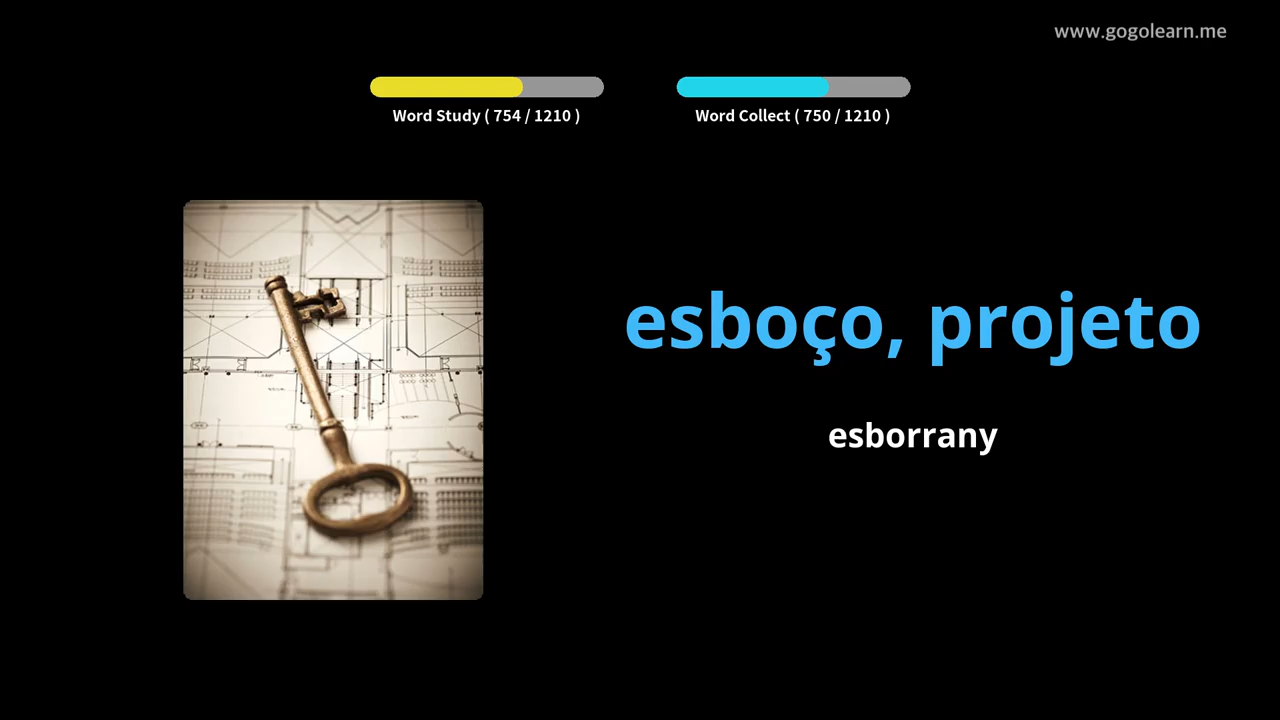 www.gogolearn.me
Word Study ( 754 / 1210 )
Word Collect ( 750 / 1210 )
esboço, projeto
esborrany